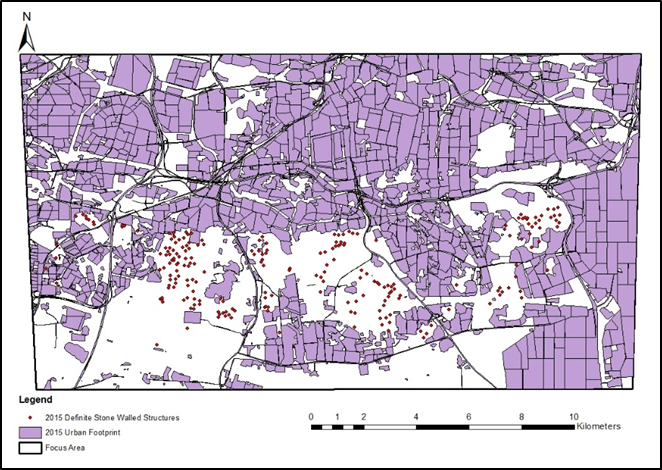 N
Legend
2015 Definite Stone Walled Structures
2015 Urban Footprint
Focus Area
0 1 2 4 6 8 10
Kilometers